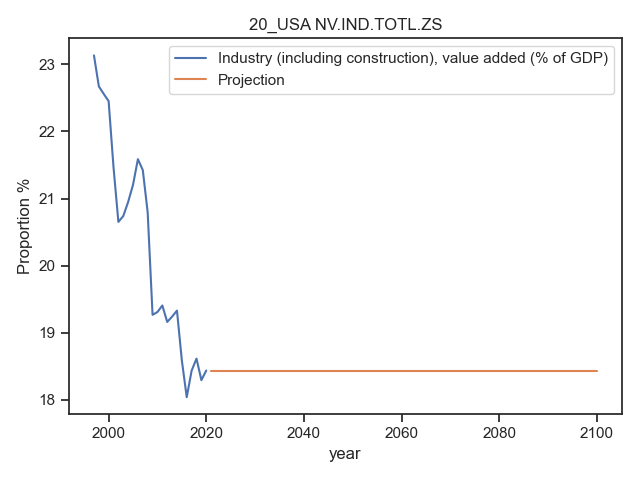 20_USA NV.IND.TOTL.ZS
Industry (including construction), value added (% of GDP)
Projection
Proportion %
23
22
21
20
19
18
2000
2020
2040
2060
2080
2100
year